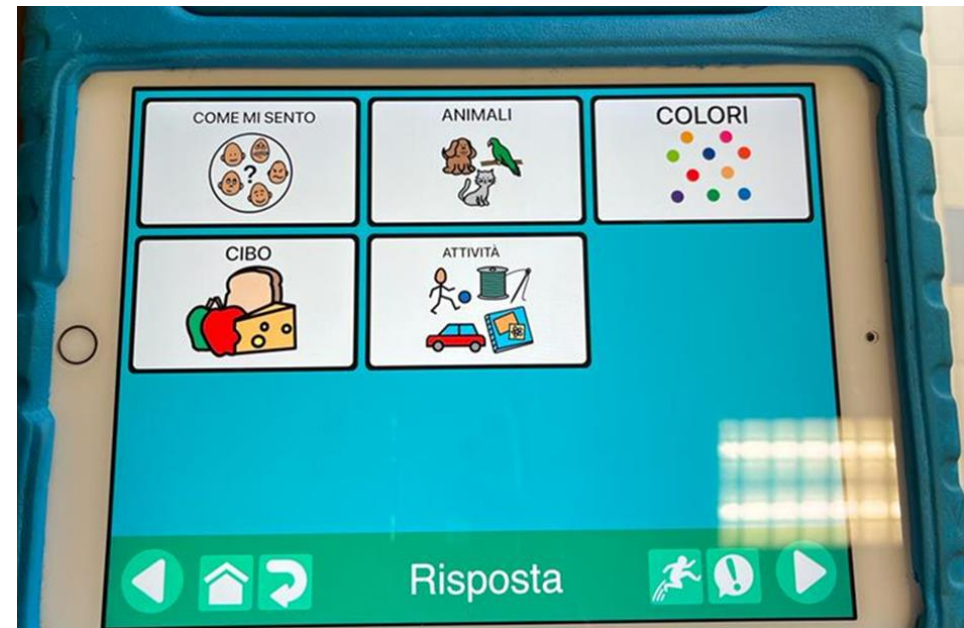 COME MI SENTO
?
ANIMALI
COLORI
CIBO
ATTIVITÀ
Risposta
!